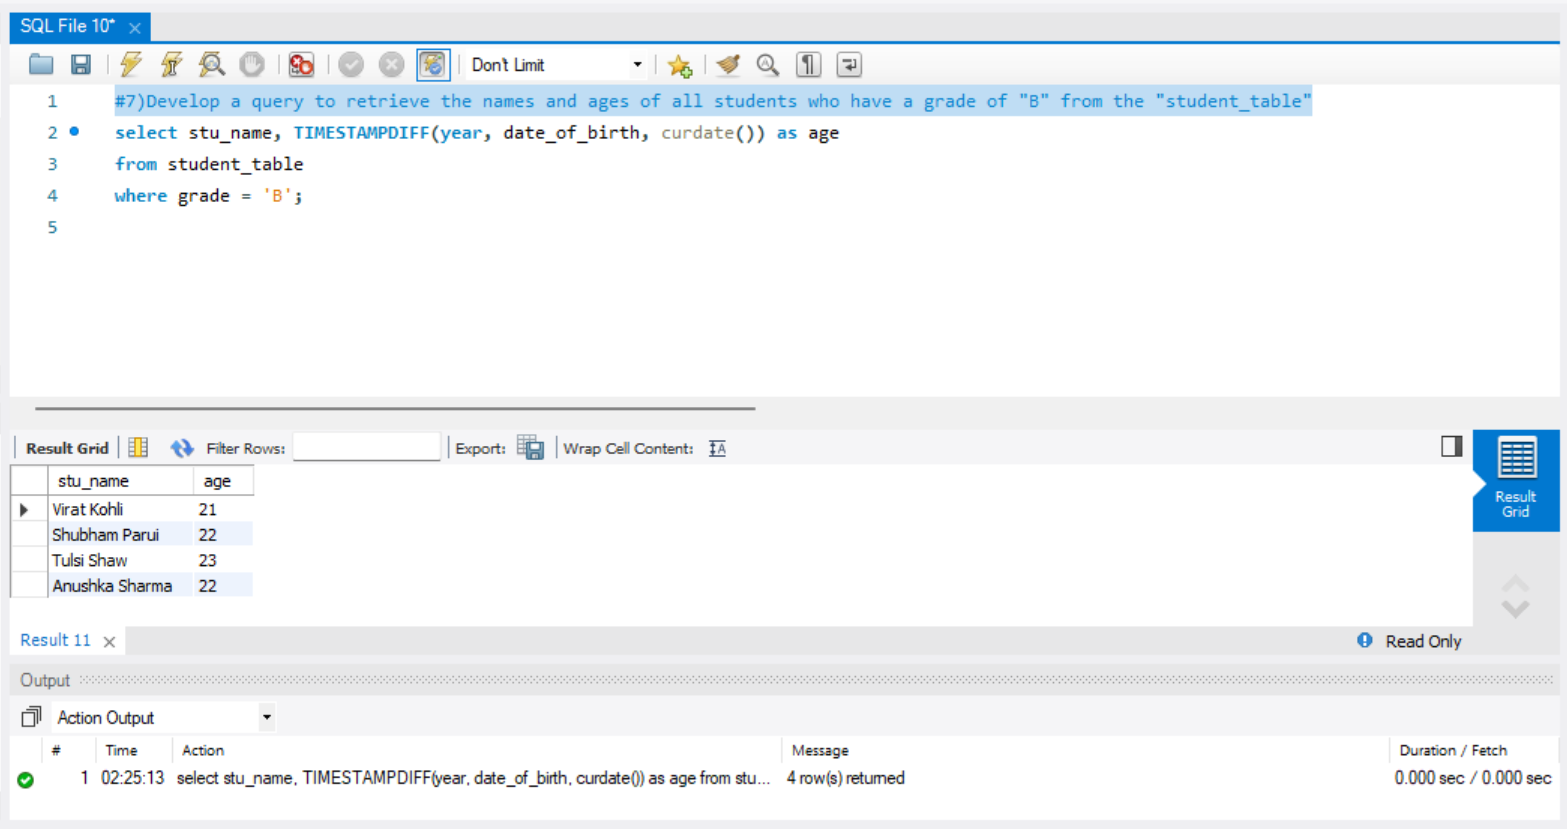 SQL File 10*
Don't Limit
1 #7)Develop a query to retrieve the names and ages of all students who have a grade of "B" from the "student_table"
2 select stu_name, TIMESTAMPDIFF(year, date_of_birth, curdate()) as age
3 from student_table
4 where grade = 'B';
5
Result Grid Filter Rows: Export: Wrap Cell Content:
stu_name age
Virat Kohli 21
Shubham Parui 22
Tulsi Shaw 23
Anushka Sharma 22
Result
Grid
Result 11 Read Only
Output
Action Output
# Time Action Message Duration / Fetch
1 02:25:13 select stu_name, TIMESTAMPDIFF(year, date_of_birth, curdate()) as age from stu... 4 row(s) returned 0.000 sec / 0.000 sec